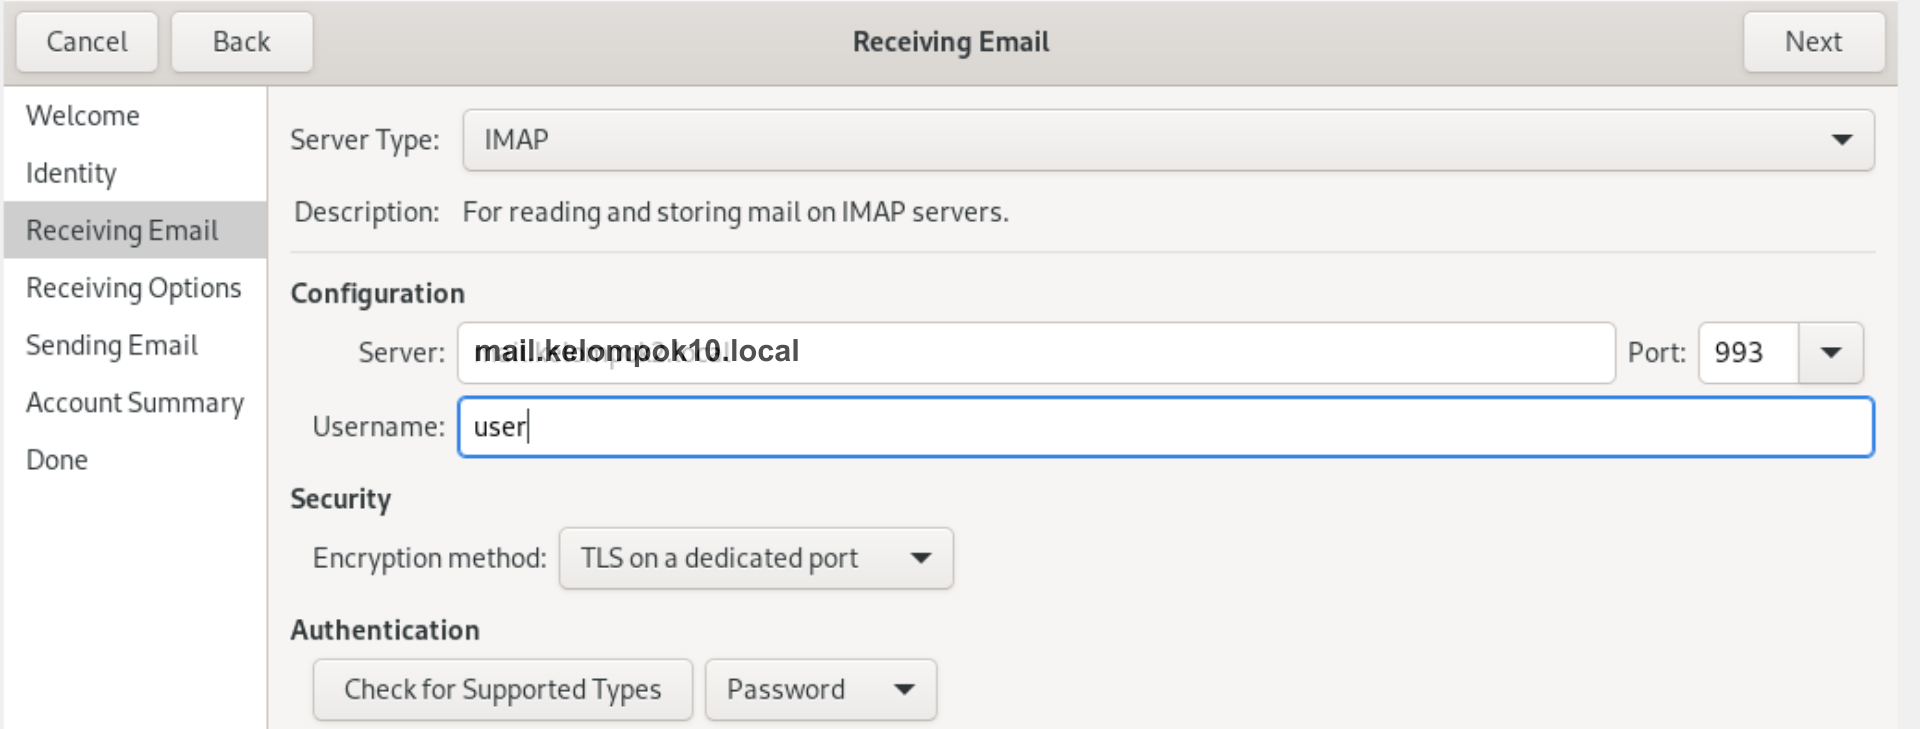 Cancel Back Receiving Email Next
Welcome
Identity
Receiving Email
Receiving Options
Sending Email
Account Summary
Done
Server Type: IMAP
Description: For reading and storing mail on IMAP servers.
Configuration
Server: mail.kelompok10.local Port: 993
Username: user
Security
Encryption method: TLS on a dedicated port
Authentication
Check for Supported Types Password